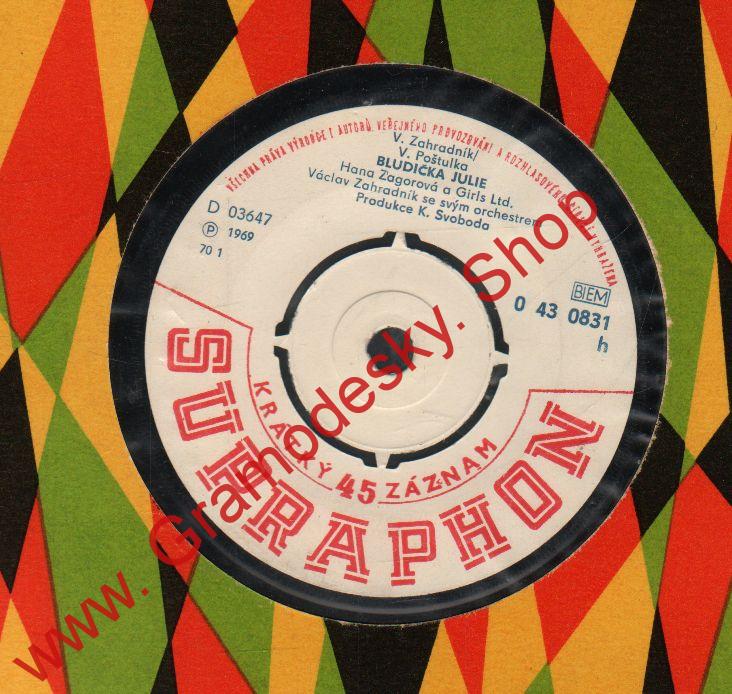 VŠECHNA PRÁVA VÝROBCE I AUTORŮ VEŘEJNÉHO PROVOZOVÁNÍ A ROZHLASOVÉHO VYHRAZENA
V. Zahradník/
V. Poštulka
BLUDIČKA JULIE
Hana Zagorová a Girls Ltd.
Václav Zahradník se svým orchestrem
Produkce K. Svoboda
D 03647
Ⓟ 1969
70 1
BIEM
0 43 0831
h
KRÁTKÝ 45 ZÁZNAM
SUPRAPHON
www. Gramodesky. Shop